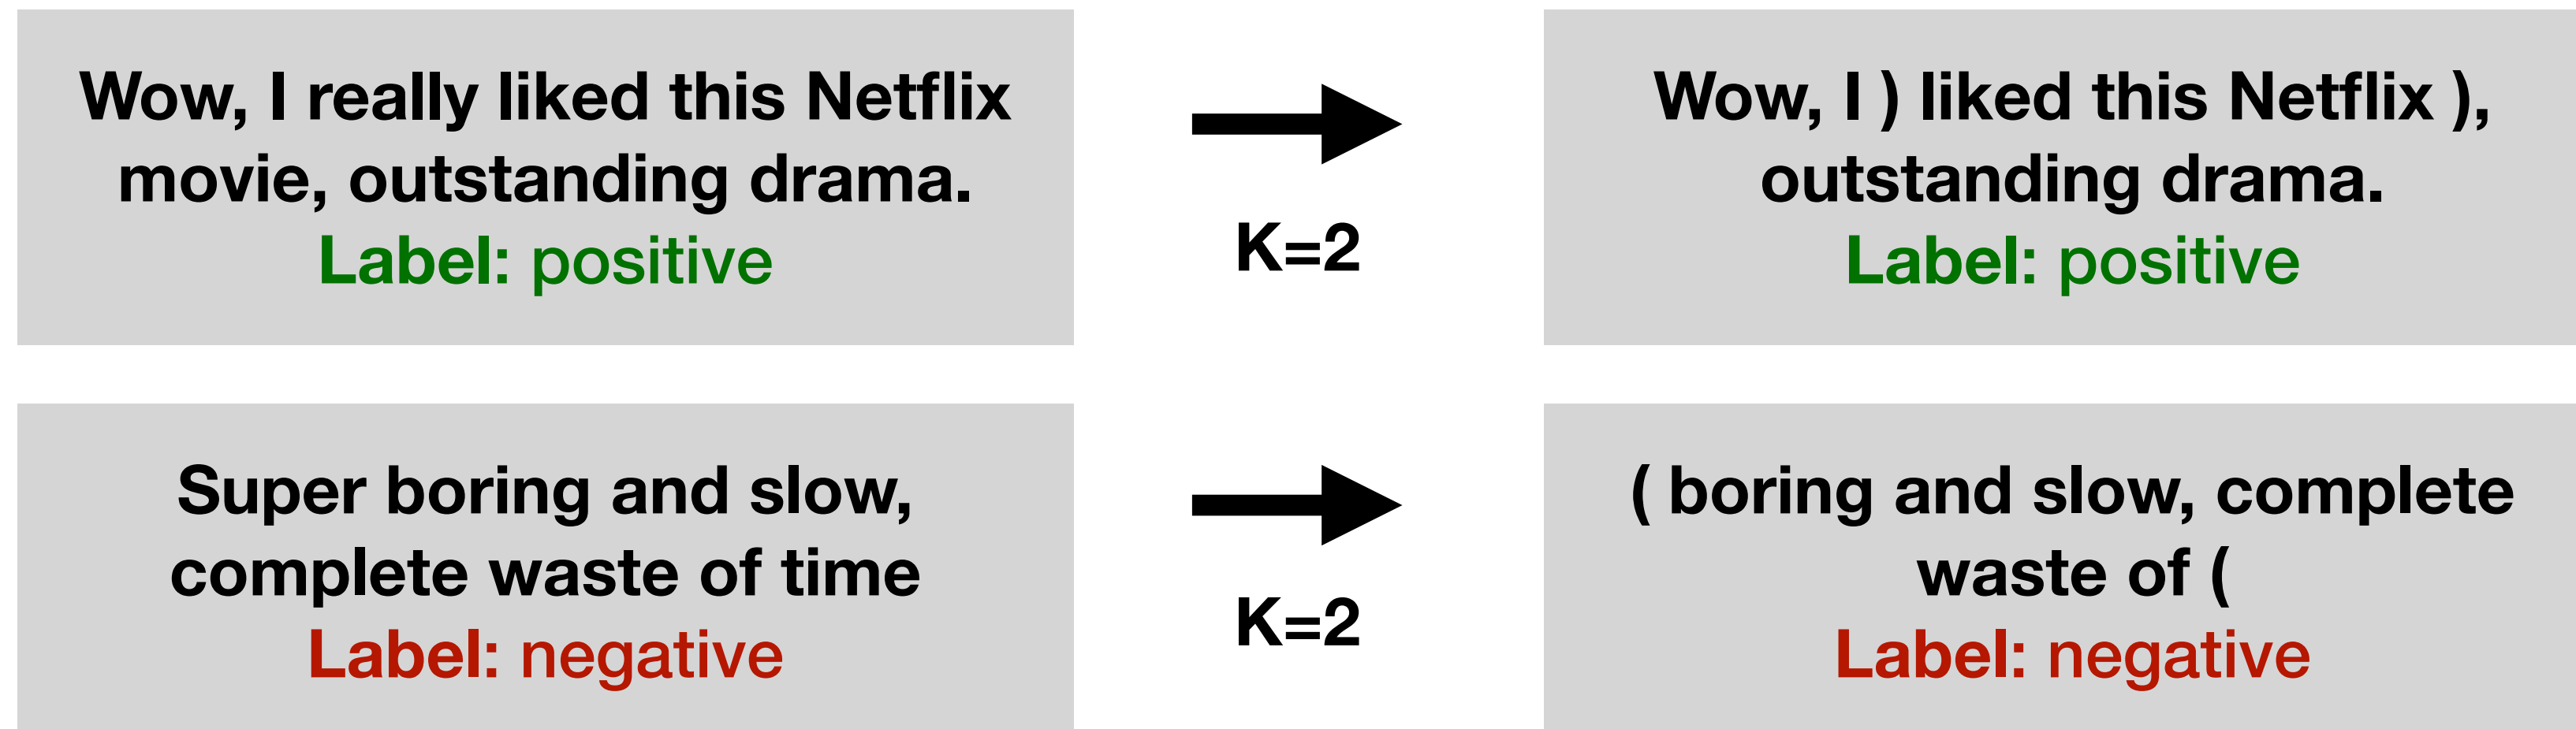 Wow, I really liked this Netflix
movie, outstanding drama.
Label: positive
K=2
Wow, I ) liked this Netflix ),
outstanding drama.
Label: positive
Super boring and slow,
complete waste of time
Label: negative
K=2
( boring and slow, complete
waste of (
Label: negative